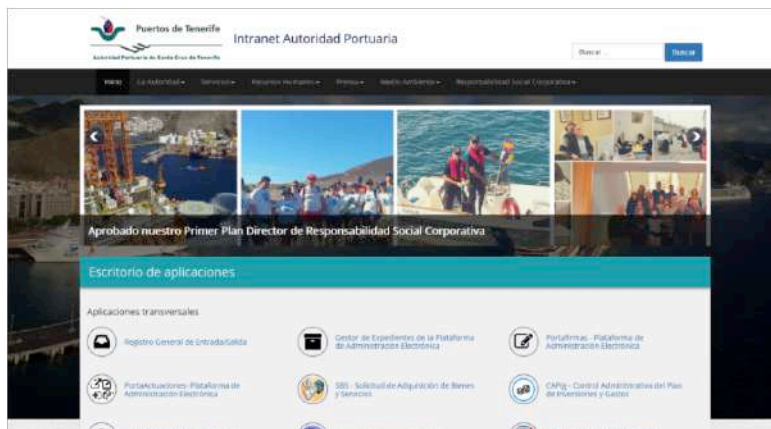 Puertos de Tenerife
Autoridad Portuaria de Santa Cruz de Tenerife
Intranet Autoridad Portuaria
Buscar ...
Buscar
Inicio
La Autoridad
Servicios
Recursos Humanos
Prensa
Medio Ambiente
Responsabilidad Social Corporativa
Aprobado nuestro Primer Plan Director de Responsabilidad Social Corporativa
Escritorio de aplicaciones
Aplicaciones transversales
Registro General de Entrada/Salida
Gestor de Expedientes de la Plataforma
de Administración Electrónica
Portafirmas - Plataforma de
Administración Electrónica
PortaActuaciones- Plataforma de
Administración Electrónica
SBS - Solicitud de Adquisición de Bienes
y Servicios
CAPIg - Control Administrativo del Plan
de Inversiones y Gastos